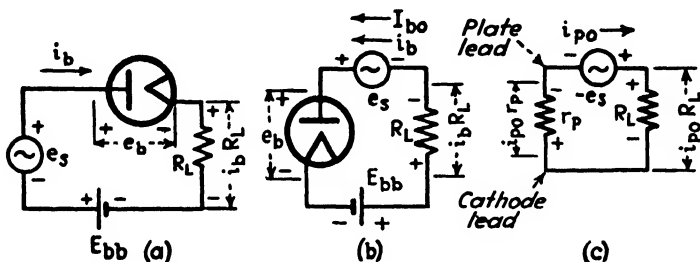 i_b
+ -
e_b
+
e_s
-
+
R_L
-
i_b R_L
+ -
E_bb (a)
I_bo
i_b
+ -
e_s
+
e_b
-
-
R_L
+
i_b R_L
E_bb
- +
(b)
Plate
lead
i_po
- +
-e_s
-
r_p
+
i_po r_p
+
R_L
-
i_po R_L
Cathode
lead
(c)